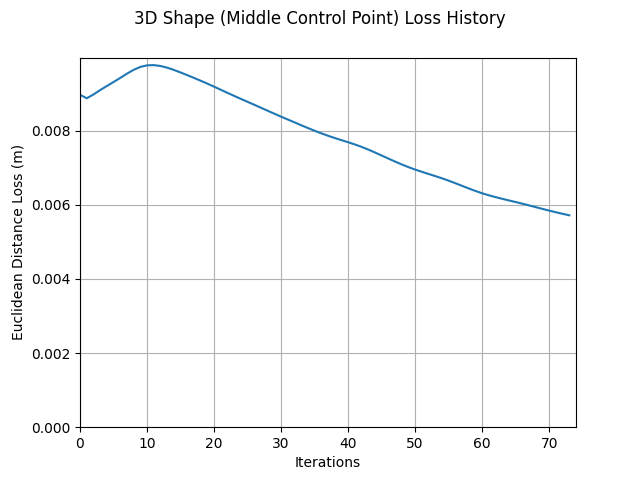 3D Shape (Middle Control Point) Loss History
0.008
0.006
0.004
0.002
0.000
Euclidean Distance Loss (m)
0 10 20 30 40 50 60 70
Iterations